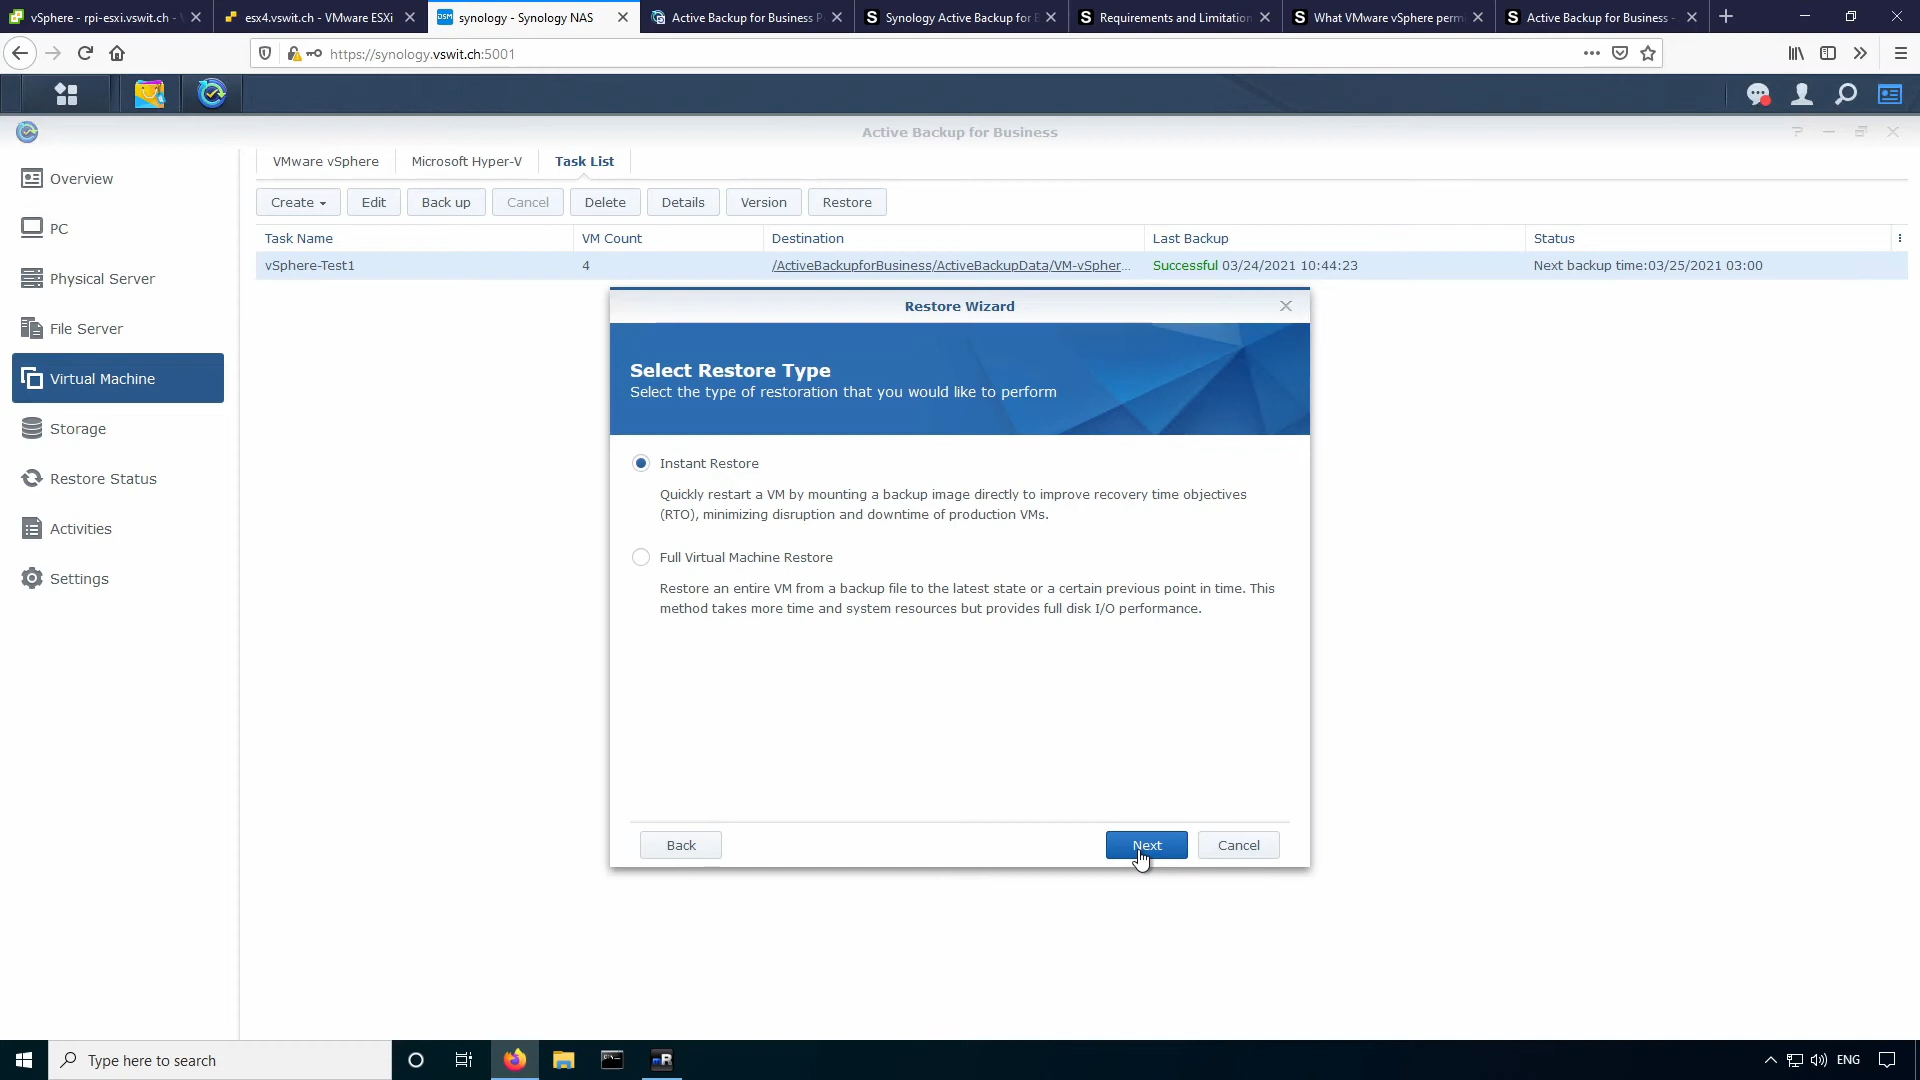 vSphere - rpi-esxi.vswit.ch -
esx4.vswit.ch - VMware ESXi
synology - Synology NAS
Active Backup for Business P
Synology Active Backup for B
Requirements and Limitation
What VMware vSphere permi
Active Backup for Business -
https://synology.vswit.ch:5001
Active Backup for Business
Overview
PC
Physical Server
File Server
Virtual Machine
Storage
Restore Status
Activities
Settings
VMware vSphere
Microsoft Hyper-V
Task List
Create
Edit
Back up
Cancel
Delete
Details
Version
Restore
Task Name
VM Count
Destination
Last Backup
Status
vSphere-Test1
4
/ActiveBackupforBusiness/ActiveBackupData/VM-vSpher...
Successful 03/24/2021 10:44:23
Next backup time:03/25/2021 03:00
Restore Wizard
Select Restore Type
Select the type of restoration that you would like to perform
Instant Restore
Quickly restart a VM by mounting a backup image directly to improve recovery time objectives
(RTO), minimizing disruption and downtime of production VMs.
Full Virtual Machine Restore
Restore an entire VM from a backup file to the latest state or a certain previous point in time. This
method takes more time and system resources but provides full disk I/O performance.
Back
Next
Cancel
Type here to search
mR
ENG